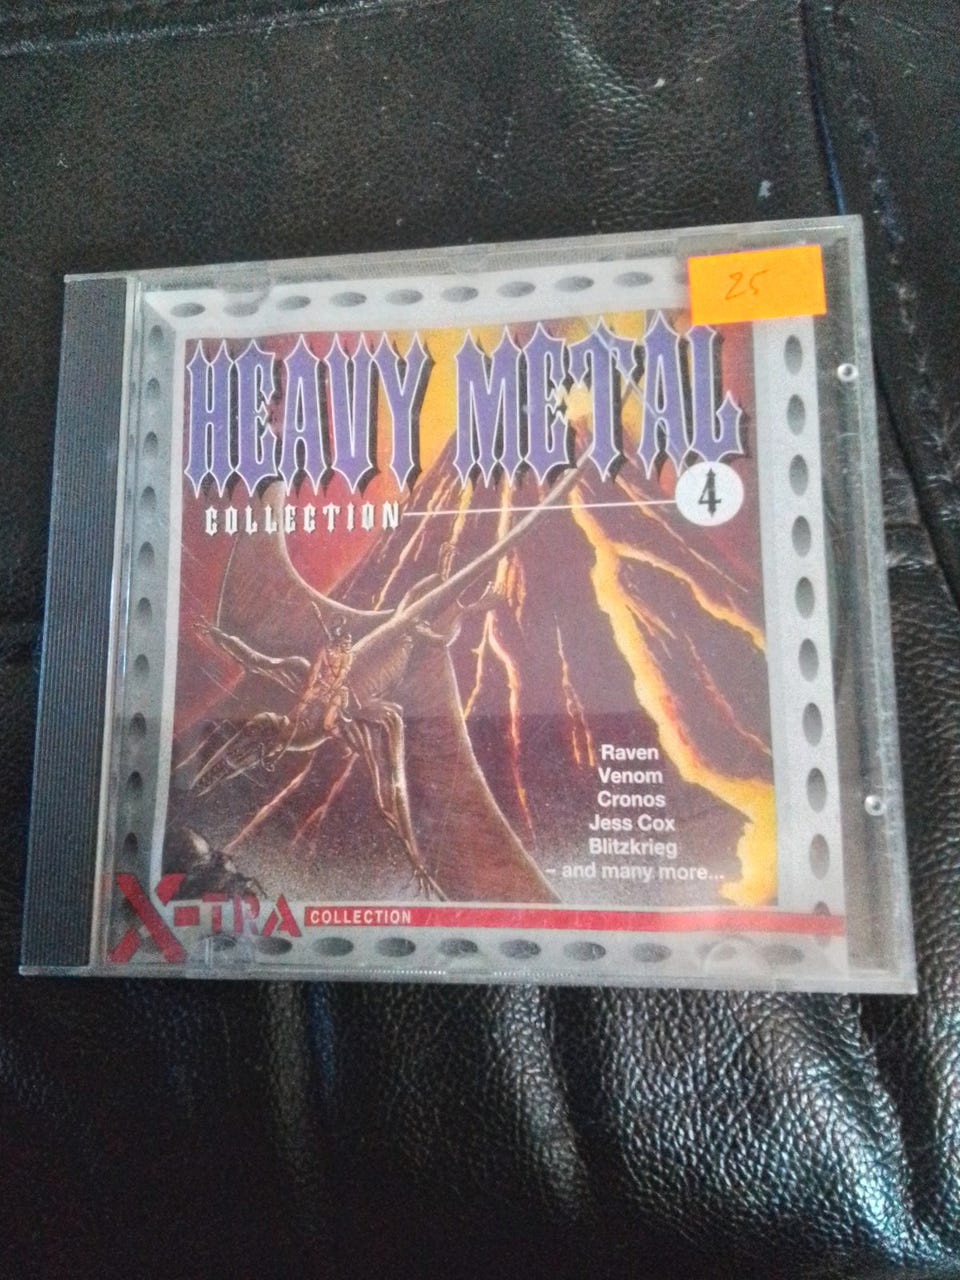 25
HEAVY METAL
COLLECTION 4
Raven
Venom
Cronos
Jess Cox
Blitzkrieg
– and many more...
X-TRA COLLECTION